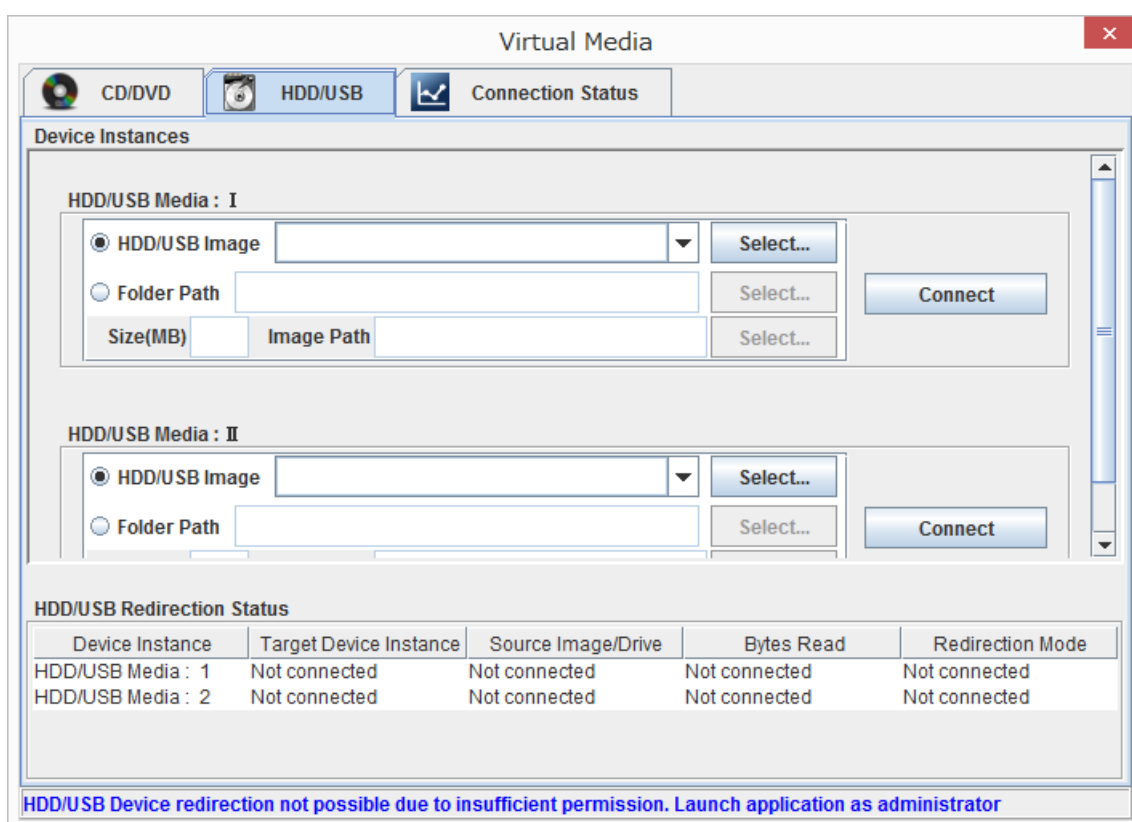 Virtual Media
CD/DVD HDD/USB Connection Status
Device Instances
HDD/USB Media : I
HDD/USB Image Select...
Folder Path Select... Connect
Size(MB) Image Path Select...
HDD/USB Media : II
HDD/USB Image Select...
Folder Path Select... Connect
HDD/USB Redirection Status
Device Instance Target Device Instance Source Image/Drive Bytes Read Redirection Mode
HDD/USB Media : 1 Not connected Not connected Not connected Not connected
HDD/USB Media : 2 Not connected Not connected Not connected Not connected
HDD/USB Device redirection not possible due to insufficient permission. Launch application as administrator